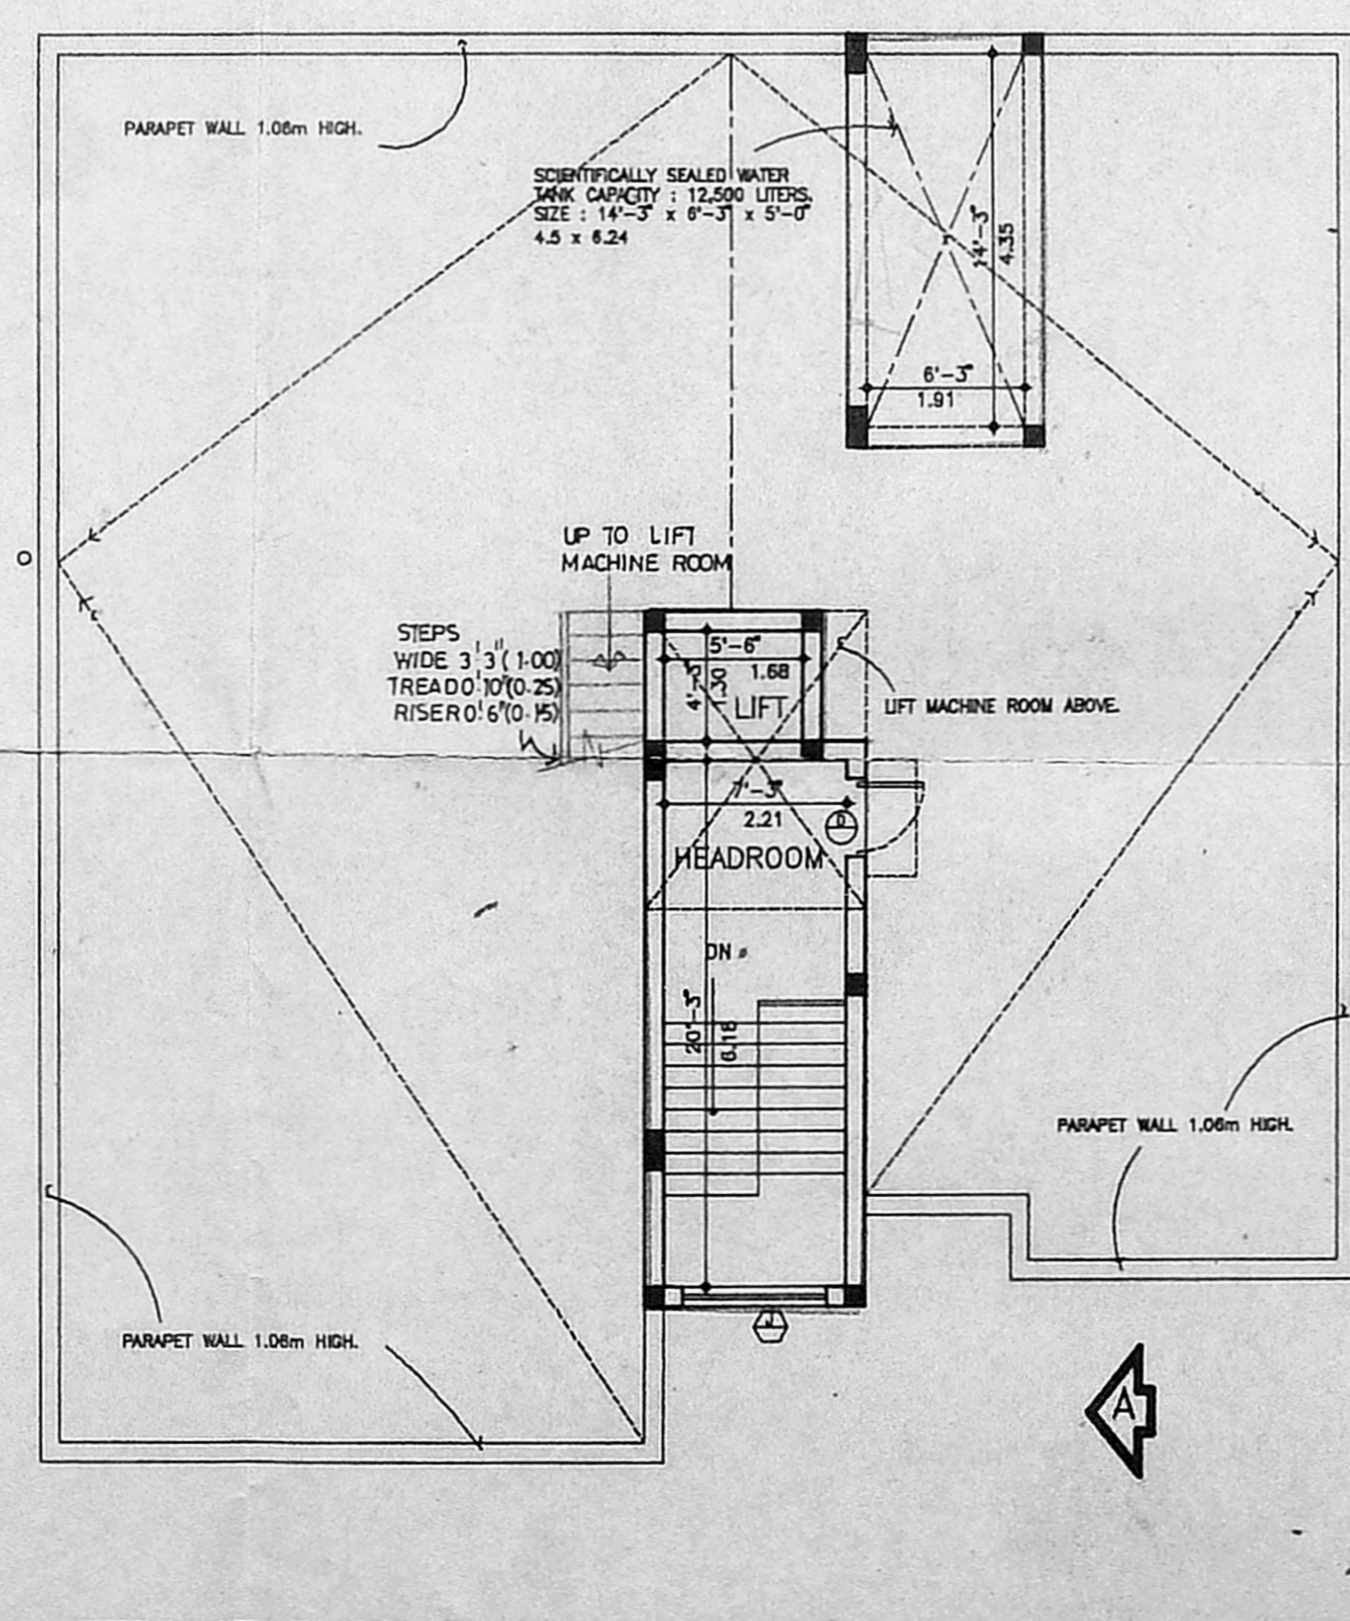 PARAPET WALL 1.06m HIGH.
SCIENTIFICALLY SEALED WATER
TANK CAPACITY : 12,500 LITERS.
SIZE : 14'-3" x 6'-3" x 5'-0"
4.5 x 6.24
14'-3"
4.35
6'-3"
1.91
UP TO LIFT
MACHINE ROOM
STEPS
WIDE 3'3"(1.00)
TREAD 0'10"(0.25)
RISER 0'6"(0.15)
5'-6"
1.68
4'-3"
1.30
LIFT
LIFT MACHINE ROOM ABOVE.
7'-3"
2.21
D
HEADROOM
DN
20'-3"
6.18
PARAPET WALL 1.06m HIGH.
PARAPET WALL 1.06m HIGH.
J
A